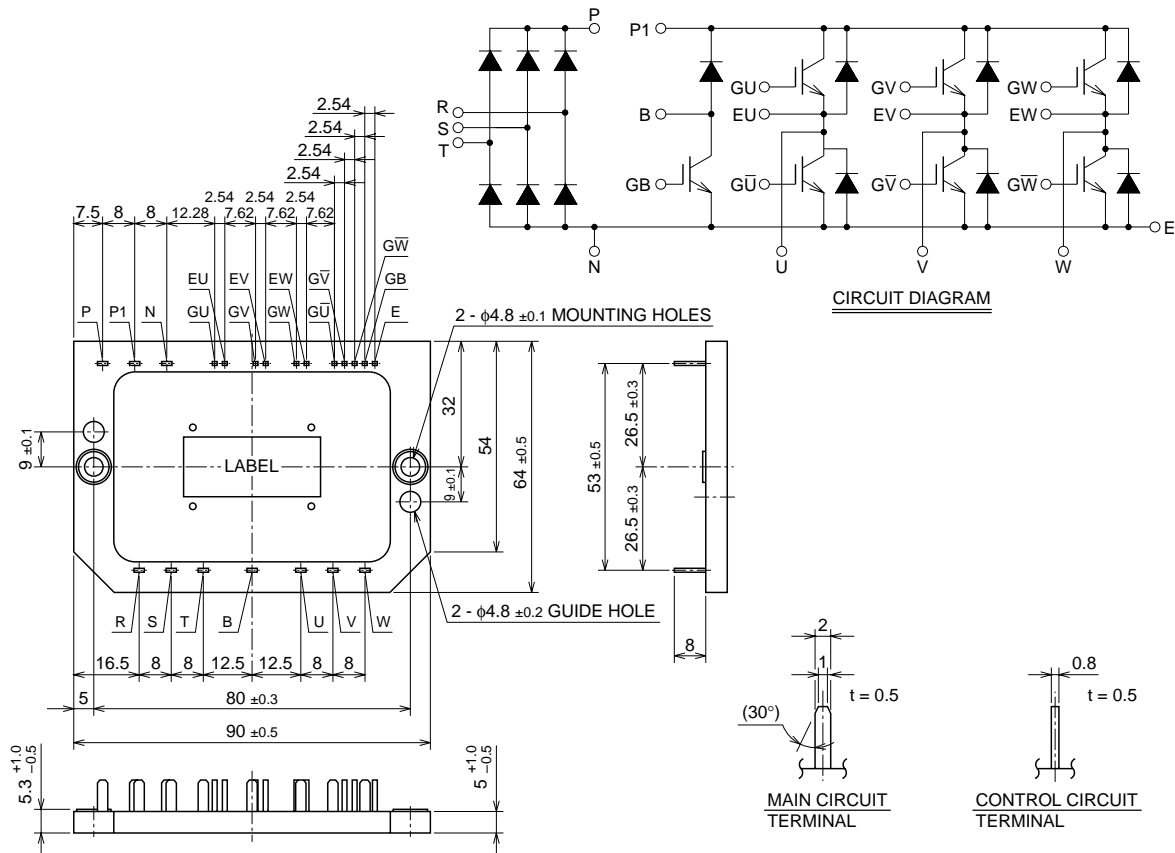 P
P1
R
S
T
B
GB
GU
EU
GV
EV
GW
EW
GU̅
GV̅
GW̅
E
N
U
V
W
CIRCUIT DIAGRAM
2.54
2.54
2.54
2.54
2.54 2.54 2.54
7.5 8 8 12.28 7.62 7.62 7.62
GW̅
EU EV EW GV̅ GB
P P1 N GU GV GW GU̅ E
2 - φ4.8 ±0.1 MOUNTING HOLES
LABEL
9 ±0.1
9 ±0.1
32
54
64 ±0.5
R S T B U V W
2 - φ4.8 ±0.2 GUIDE HOLE
16.5 8 8 12.5 12.5 8 8
5 80 ±0.3
90 ±0.5
53 ±0.5
26.5 ±0.3
26.5 ±0.3
8
5.3 +1.0 −0.5
5 +1.0 −0.5
2
1
t = 0.5
(30°)
MAIN CIRCUIT
TERMINAL
0.8
t = 0.5
CONTROL CIRCUIT
TERMINAL